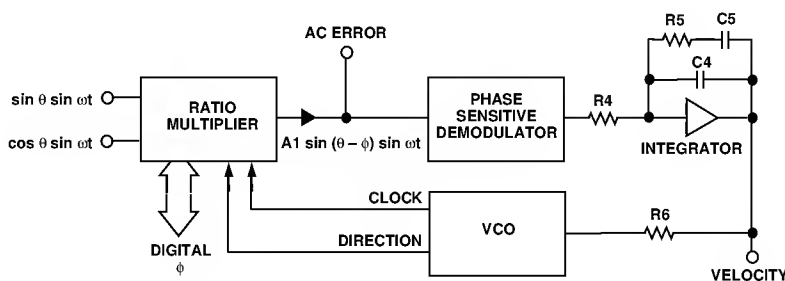 AC ERROR
R5
C5
C4
sin θ sin ωt
cos θ sin ωt
RATIO
MULTIPLIER
A1 sin (θ – ϕ) sin ωt
PHASE
SENSITIVE
DEMODULATOR
R4
INTEGRATOR
CLOCK
DIRECTION
VCO
R6
DIGITAL
ϕ
VELOCITY